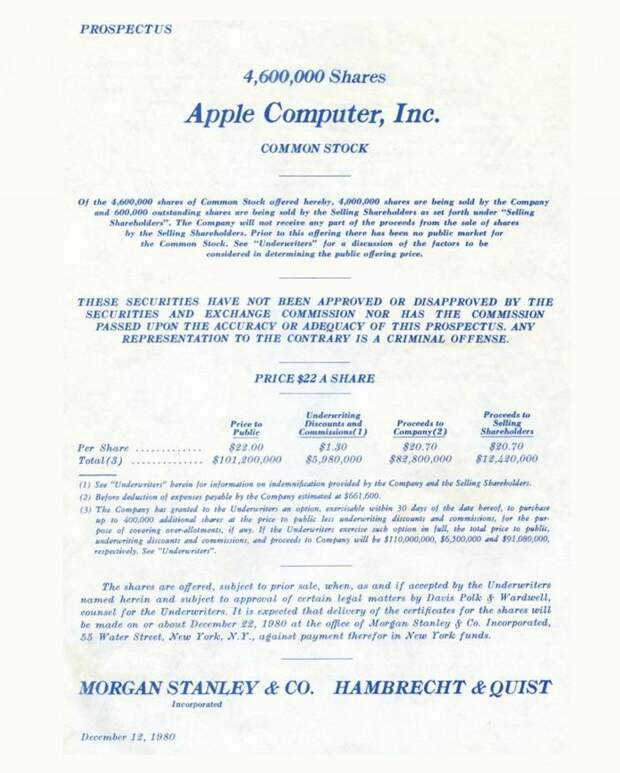 PROSPECTUS
4,600,000 Shares
Apple Computer, Inc.
COMMON STOCK
Of the 4,600,000 shares of Common Stock offered hereby, 4,000,000 shares are being sold by the Company
and 600,000 outstanding shares are being sold by the Selling Shareholders as set forth under "Selling
Shareholders". The Company will not receive any part of the proceeds from the sale of shares
by the Selling Shareholders. Prior to this offering there has been no public market for
the Common Stock. See "Underwriters" for a discussion of the factors to be
considered in determining the public offering price.
THESE SECURITIES HAVE NOT BEEN APPROVED OR DISAPPROVED BY THE
SECURITIES AND EXCHANGE COMMISSION NOR HAS THE COMMISSION
PASSED UPON THE ACCURACY OR ADEQUACY OF THIS PROSPECTUS. ANY
REPRESENTATION TO THE CONTRARY IS A CRIMINAL OFFENSE.
PRICE $22 A SHARE
Price to Public Underwriting Discounts and Commissions(1) Proceeds to Company(2) Proceeds to Selling Shareholders
Per Share ............. $22.00 $1.30 $20.70 $20.70
Total(3) .............. $101,200,000 $5,980,000 $82,800,000 $12,420,000
(1) See "Underwriters" herein for information on indemnification provided by the Company and the Selling Shareholders.
(2) Before deduction of expenses payable by the Company estimated at $661,600.
(3) The Company has granted to the Underwriters an option, exercisable within 30 days of the date hereof, to purchase
up to 400,000 additional shares at the price to public less underwriting discounts and commissions, for the pur-
pose of covering over-allotments, if any. If the Underwriters exercise such option in full, the total price to public,
underwriting discounts and commissions, and proceeds to Company will be $110,000,000, $6,500,000 and $91,080,000,
respectively. See "Underwriters".
The shares are offered, subject to prior sale, when, as and if accepted by the Underwriters
named herein and subject to approval of certain legal matters by Davis Polk & Wardwell,
counsel for the Underwriters. It is expected that delivery of the certificates for the shares will
be made on or about December 22, 1980 at the office of Morgan Stanley & Co. Incorporated,
55 Water Street, New York, N.Y., against payment therefor in New York funds.
MORGAN STANLEY & CO. HAMBRECHT & QUIST
Incorporated
December 12, 1980